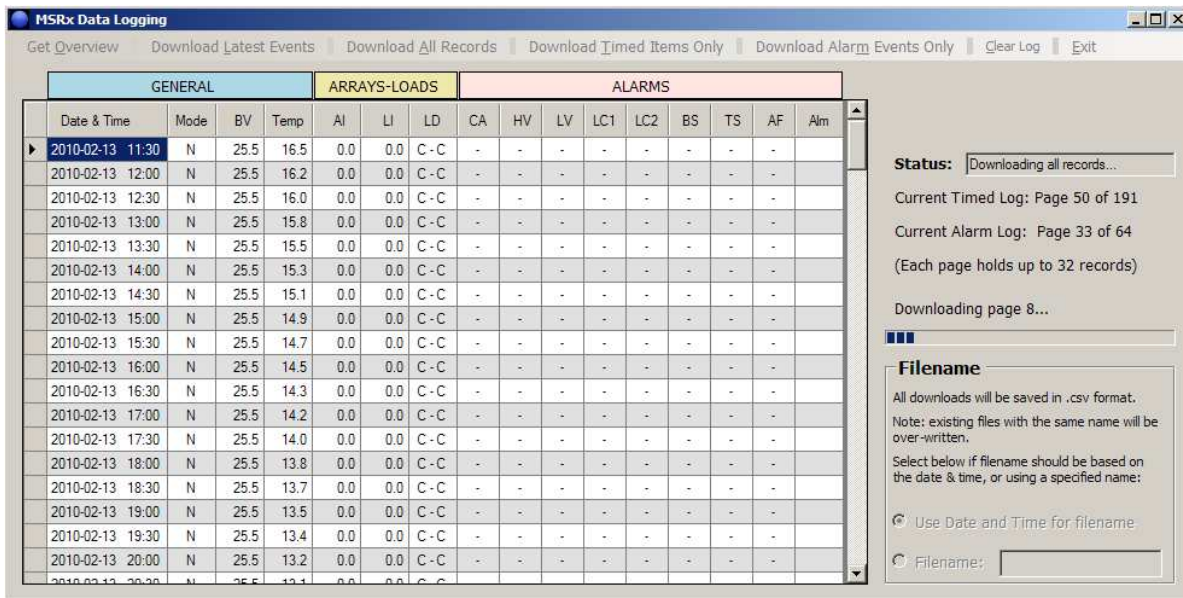 MSRx Data Logging
Get Overview Download Latest Events Download All Records Download Timed Items Only Download Alarm Events Only Clear Log Exit
GENERAL ARRAYS-LOADS ALARMS
Date & Time Mode BV Temp AI LI LD CA HV LV LC1 LC2 BS TS AF Alm
2010-02-13 11:30 N 25.5 16.5 0.0 0.0 C - C - - - - - - - -
2010-02-13 12:00 N 25.5 16.2 0.0 0.0 C - C - - - - - - - -
2010-02-13 12:30 N 25.5 16.0 0.0 0.0 C - C - - - - - - - -
2010-02-13 13:00 N 25.5 15.8 0.0 0.0 C - C - - - - - - - -
2010-02-13 13:30 N 25.5 15.5 0.0 0.0 C - C - - - - - - - -
2010-02-13 14:00 N 25.5 15.3 0.0 0.0 C - C - - - - - - - -
2010-02-13 14:30 N 25.5 15.1 0.0 0.0 C - C - - - - - - - -
2010-02-13 15:00 N 25.5 14.9 0.0 0.0 C - C - - - - - - - -
2010-02-13 15:30 N 25.5 14.7 0.0 0.0 C - C - - - - - - - -
2010-02-13 16:00 N 25.5 14.5 0.0 0.0 C - C - - - - - - - -
2010-02-13 16:30 N 25.5 14.3 0.0 0.0 C - C - - - - - - - -
2010-02-13 17:00 N 25.5 14.2 0.0 0.0 C - C - - - - - - - -
2010-02-13 17:30 N 25.5 14.0 0.0 0.0 C - C - - - - - - - -
2010-02-13 18:00 N 25.5 13.8 0.0 0.0 C - C - - - - - - - -
2010-02-13 18:30 N 25.5 13.7 0.0 0.0 C - C - - - - - - - -
2010-02-13 19:00 N 25.5 13.5 0.0 0.0 C - C - - - - - - - -
2010-02-13 19:30 N 25.5 13.4 0.0 0.0 C - C - - - - - - - -
2010-02-13 20:00 N 25.5 13.2 0.0 0.0 C - C - - - - - - - -
Status: Downloading all records...
Current Timed Log: Page 50 of 191
Current Alarm Log: Page 33 of 64
(Each page holds up to 32 records)
Downloading page 8...
Filename
All downloads will be saved in .csv format.
Note: existing files with the same name will be
over-written.
Select below if filename should be based on
the date & time, or using a specified name:
Use Date and Time for filename
Filename: